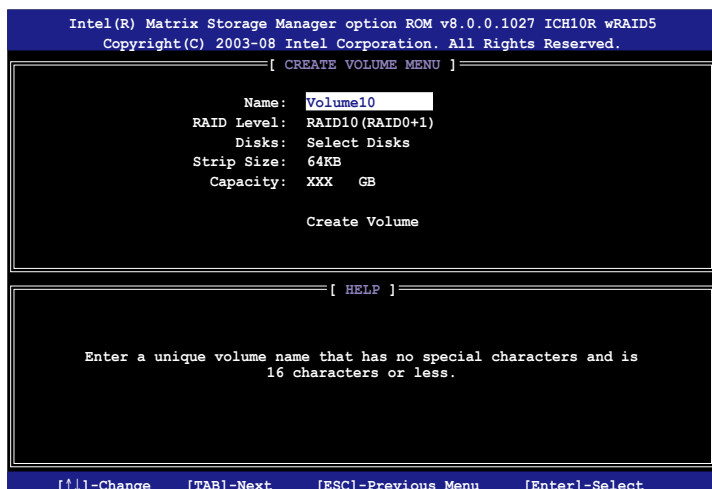 Intel(R) Matrix Storage Manager option ROM v8.0.0.1027 ICH10R wRAID5
Copyright(C) 2003-08 Intel Corporation. All Rights Reserved.
[ CREATE VOLUME MENU ]
Name: Volume10
RAID Level: RAID10(RAID0+1)
Disks: Select Disks
Strip Size: 64KB
Capacity: XXX GB
Create Volume
[ HELP ]
Enter a unique volume name that has no special characters and is
16 characters or less.
[↑↓]-Change [TAB]-Next [ESC]-Previous Menu [Enter]-Select